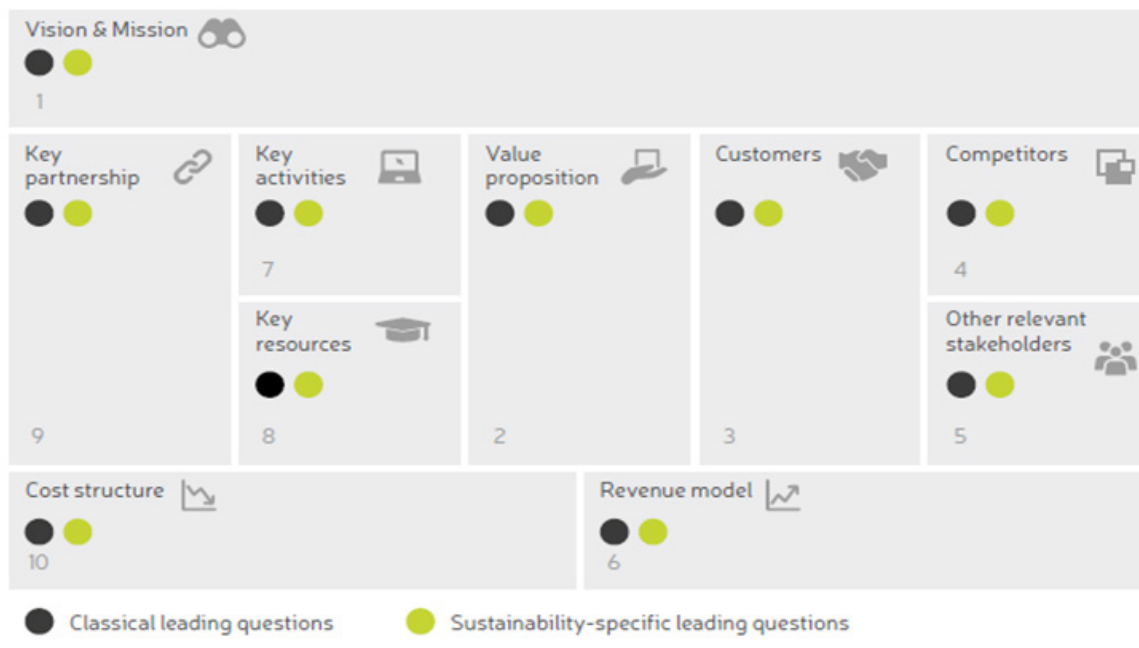 Vision & Mission
1
Key
partnership
9
Key
activities
7
Key
resources
8
Value
proposition
2
Customers
3
Competitors
4
Other relevant
stakeholders
5
Cost structure
10
Revenue model
6
Classical leading questions
Sustainability-specific leading questions